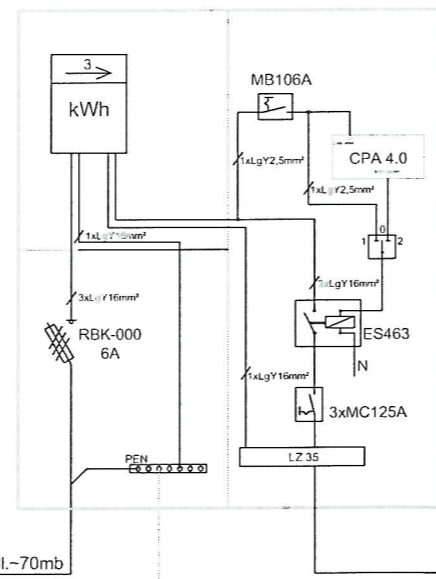 3
kWh
MB106A
1xLgY2,5mm²
CPA 4.0
1xLgY2,5mm²
1xLgY16mm²
1 0 2
3xLgY16mm²
3xLgY16mm²
RBK-000
6A
ES463
N
1xLgY16mm²
3xMC125A
PEN
LZ 35
l.~70mb